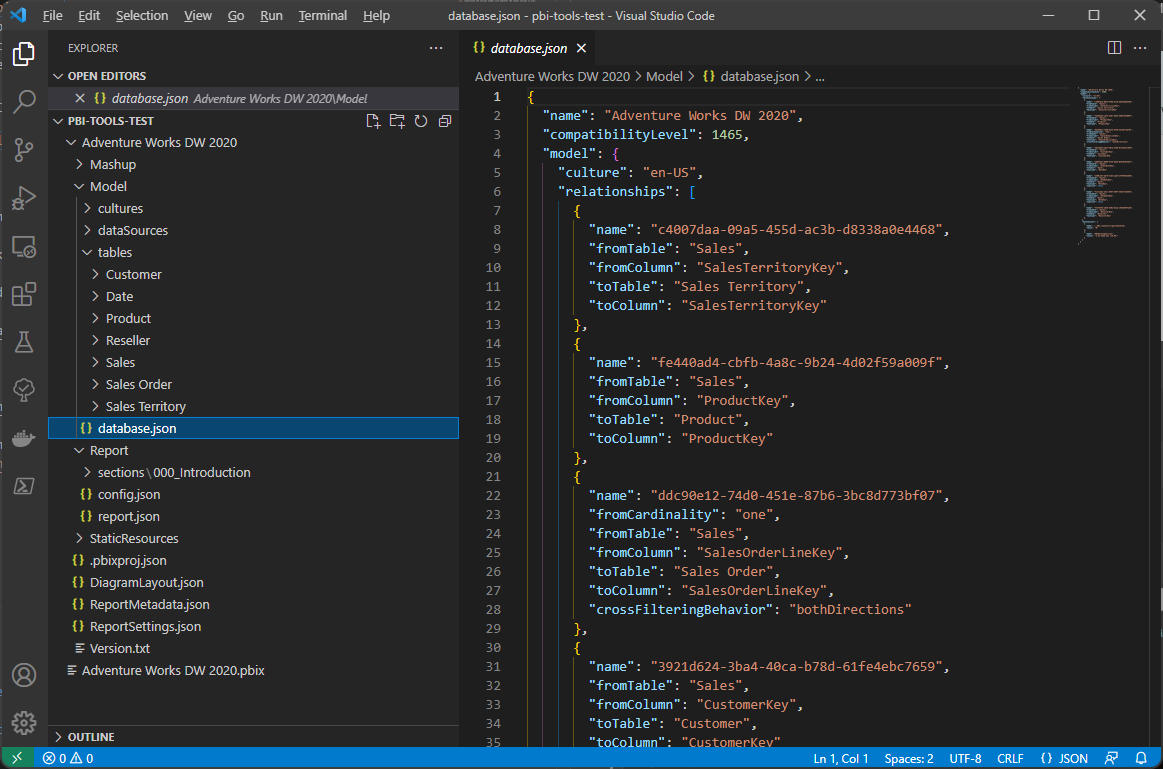 File Edit Selection View Go Run Terminal Help
database.json - pbi-tools-test - Visual Studio Code
EXPLORER
OPEN EDITORS
database.json Adventure Works DW 2020\Model
PBI-TOOLS-TEST
Adventure Works DW 2020
Mashup
Model
cultures
dataSources
tables
Customer
Date
Product
Reseller
Sales
Sales Order
Sales Territory
{} database.json
Report
sections\000_Introduction
{} config.json
{} report.json
StaticResources
{} .pbixproj.json
{} DiagramLayout.json
{} ReportMetadata.json
{} ReportSettings.json
Version.txt
Adventure Works DW 2020.pbix
OUTLINE
{} database.json
Adventure Works DW 2020 > Model > {} database.json > ...
1 {
2 "name": "Adventure Works DW 2020",
3 "compatibilityLevel": 1465,
4 "model": {
5 "culture": "en-US",
6 "relationships": [
7 {
8 "name": "c4007daa-09a5-455d-ac3b-d8338a0e4468",
9 "fromTable": "Sales",
10 "fromColumn": "SalesTerritoryKey",
11 "toTable": "Sales Territory",
12 "toColumn": "SalesTerritoryKey"
13 },
14 {
15 "name": "fe440ad4-cbfb-4a8c-9b24-4d02f59a009f",
16 "fromTable": "Sales",
17 "fromColumn": "ProductKey",
18 "toTable": "Product",
19 "toColumn": "ProductKey"
20 },
21 {
22 "name": "ddc90e12-74d0-451e-87b6-3bc8d773bf07",
23 "fromCardinality": "one",
24 "fromTable": "Sales",
25 "fromColumn": "SalesOrderLineKey",
26 "toTable": "Sales Order",
27 "toColumn": "SalesOrderLineKey",
28 "crossFilteringBehavior": "bothDirections"
29 },
30 {
31 "name": "3921d624-3ba4-40ca-b78d-61fe4ebc7659",
32 "fromTable": "Sales",
33 "fromColumn": "CustomerKey",
34 "toTable": "Customer",
35 "toColumn": "CustomerKey"
0 0
Ln 1, Col 1 Spaces: 2 UTF-8 CRLF {} JSON